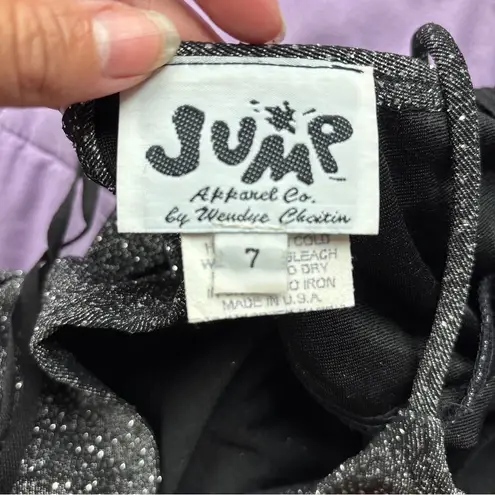 JUMP
Apparel Co.
by Wendye Chaitin
7
COLD
BLEACH
DRY
IRON
MADE IN U.S.A.